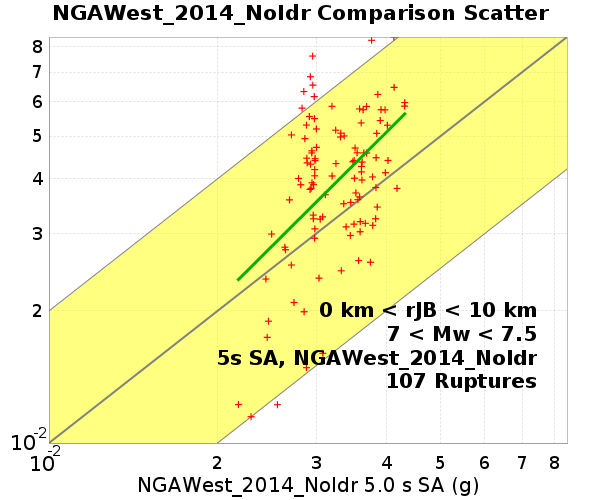 NGAWest_2014_NoIdr Comparison Scatter
8
7
6
5
4
3
2
10-2
10-2
2 3 4 5 6 7 8
0 km < rJB < 10 km
7 < Mw < 7.5
5s SA, NGAWest_2014_NoIdr
107 Ruptures
NGAWest_2014_NoIdr 5.0 s SA (g)